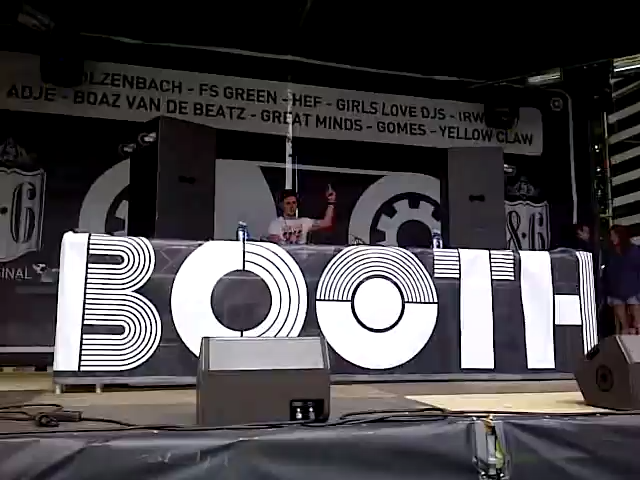 OLZENBACH - FS GREEN - HEF - GIRLS LOVE DJS - IRW
ADJE - BOAZ VAN DE BEATZ - GREAT MINDS - GOMES - YELLOW CLAW
&G
INAL
BOOTH